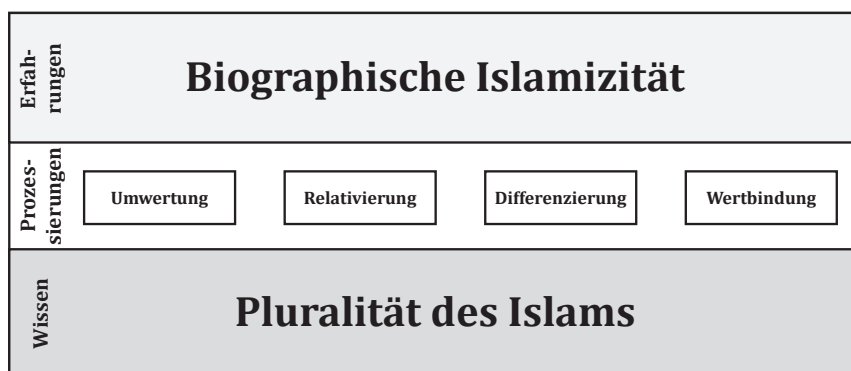 Erfah-
rungen
Biographische Islamizität
Prozes-
sierungen
Umwertung
Relativierung
Differenzierung
Wertbindung
Wissen
Pluralität des Islams